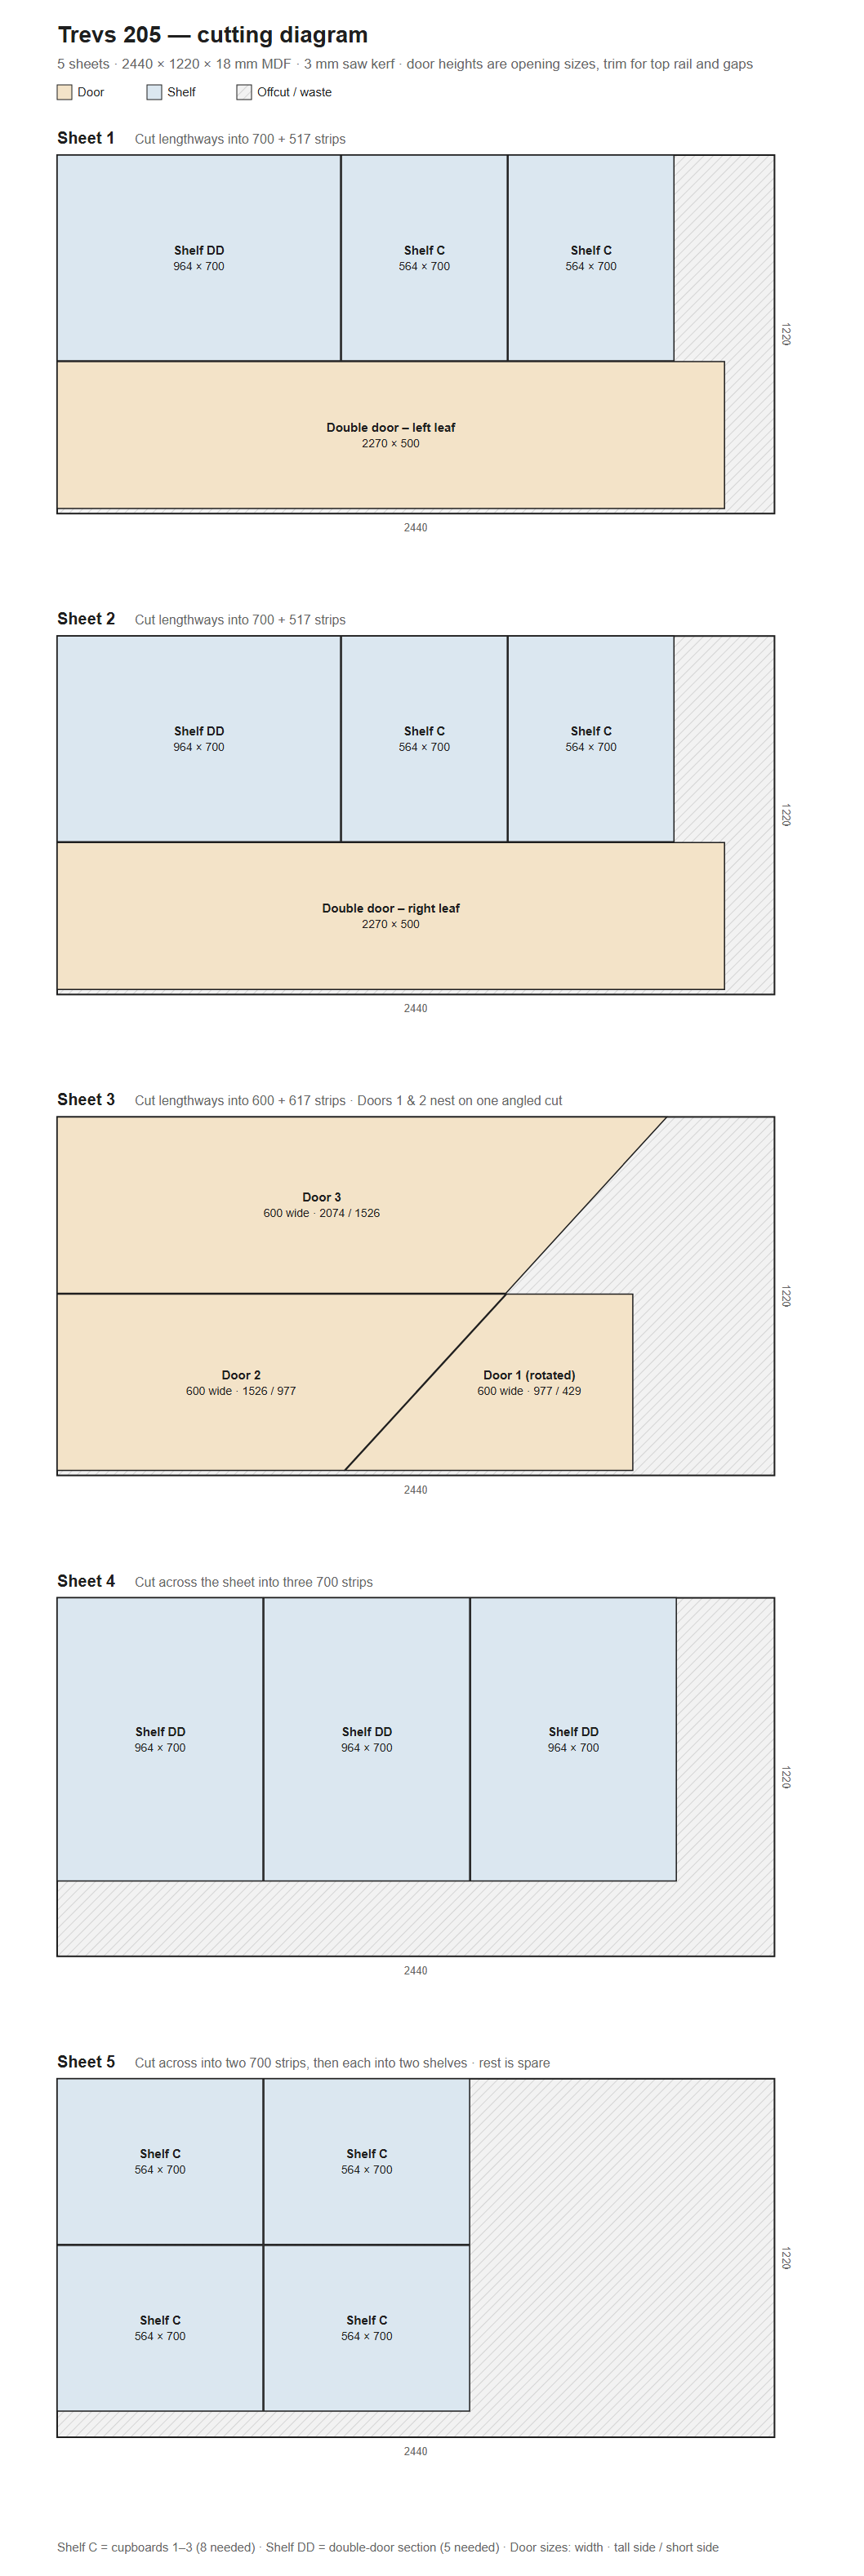 Trevs 205 — cutting diagram
5 sheets · 2440 × 1220 × 18 mm MDF · 3 mm saw kerf · door heights are opening sizes, trim for top rail and gaps
Door
Shelf
Offcut / waste
Sheet 1 Cut lengthways into 700 + 517 strips
Shelf DD
964 × 700
Shelf C
564 × 700
Shelf C
564 × 700
1220
Double door – left leaf
2270 × 500
2440
Sheet 2 Cut lengthways into 700 + 517 strips
Shelf DD
964 × 700
Shelf C
564 × 700
Shelf C
564 × 700
1220
Double door – right leaf
2270 × 500
2440
Sheet 3 Cut lengthways into 600 + 617 strips · Doors 1 & 2 nest on one angled cut
Door 3
600 wide · 2074 / 1526
1220
Door 2
600 wide · 1526 / 977
Door 1 (rotated)
600 wide · 977 / 429
2440
Sheet 4 Cut across the sheet into three 700 strips
Shelf DD
964 × 700
Shelf DD
964 × 700
Shelf DD
964 × 700
1220
2440
Sheet 5 Cut across into two 700 strips, then each into two shelves · rest is spare
Shelf C
564 × 700
Shelf C
564 × 700
1220
Shelf C
564 × 700
Shelf C
564 × 700
2440
Shelf C = cupboards 1–3 (8 needed) · Shelf DD = double-door section (5 needed) · Door sizes: width · tall side / short side